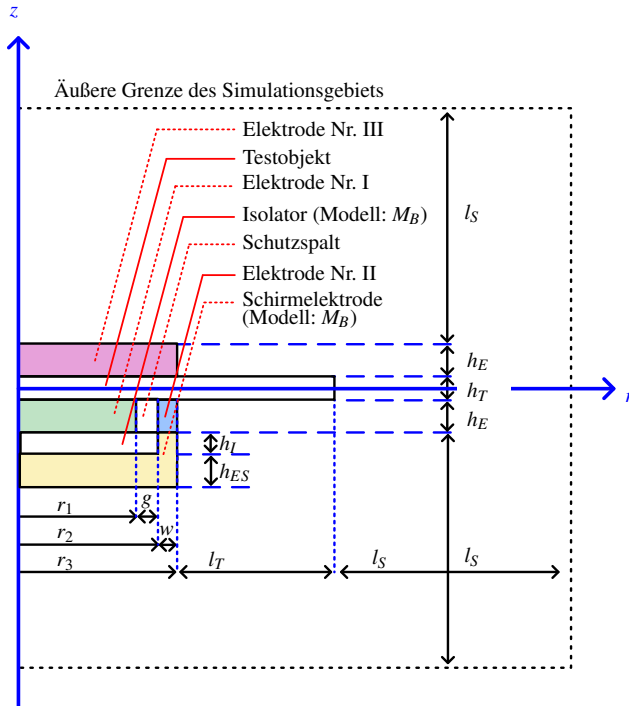 z
Äußere Grenze des Simulationsgebiets
Elektrode Nr. III
Testobjekt
Elektrode Nr. I
Isolator (Modell: M_B)
Schutzspalt
Elektrode Nr. II
Schirmelektrode
(Modell: M_B)
l_S
h_E
h_T
r
h_E
h_I
h_ES
r_1
g
r_2
w
r_3
l_T
l_S
l_S